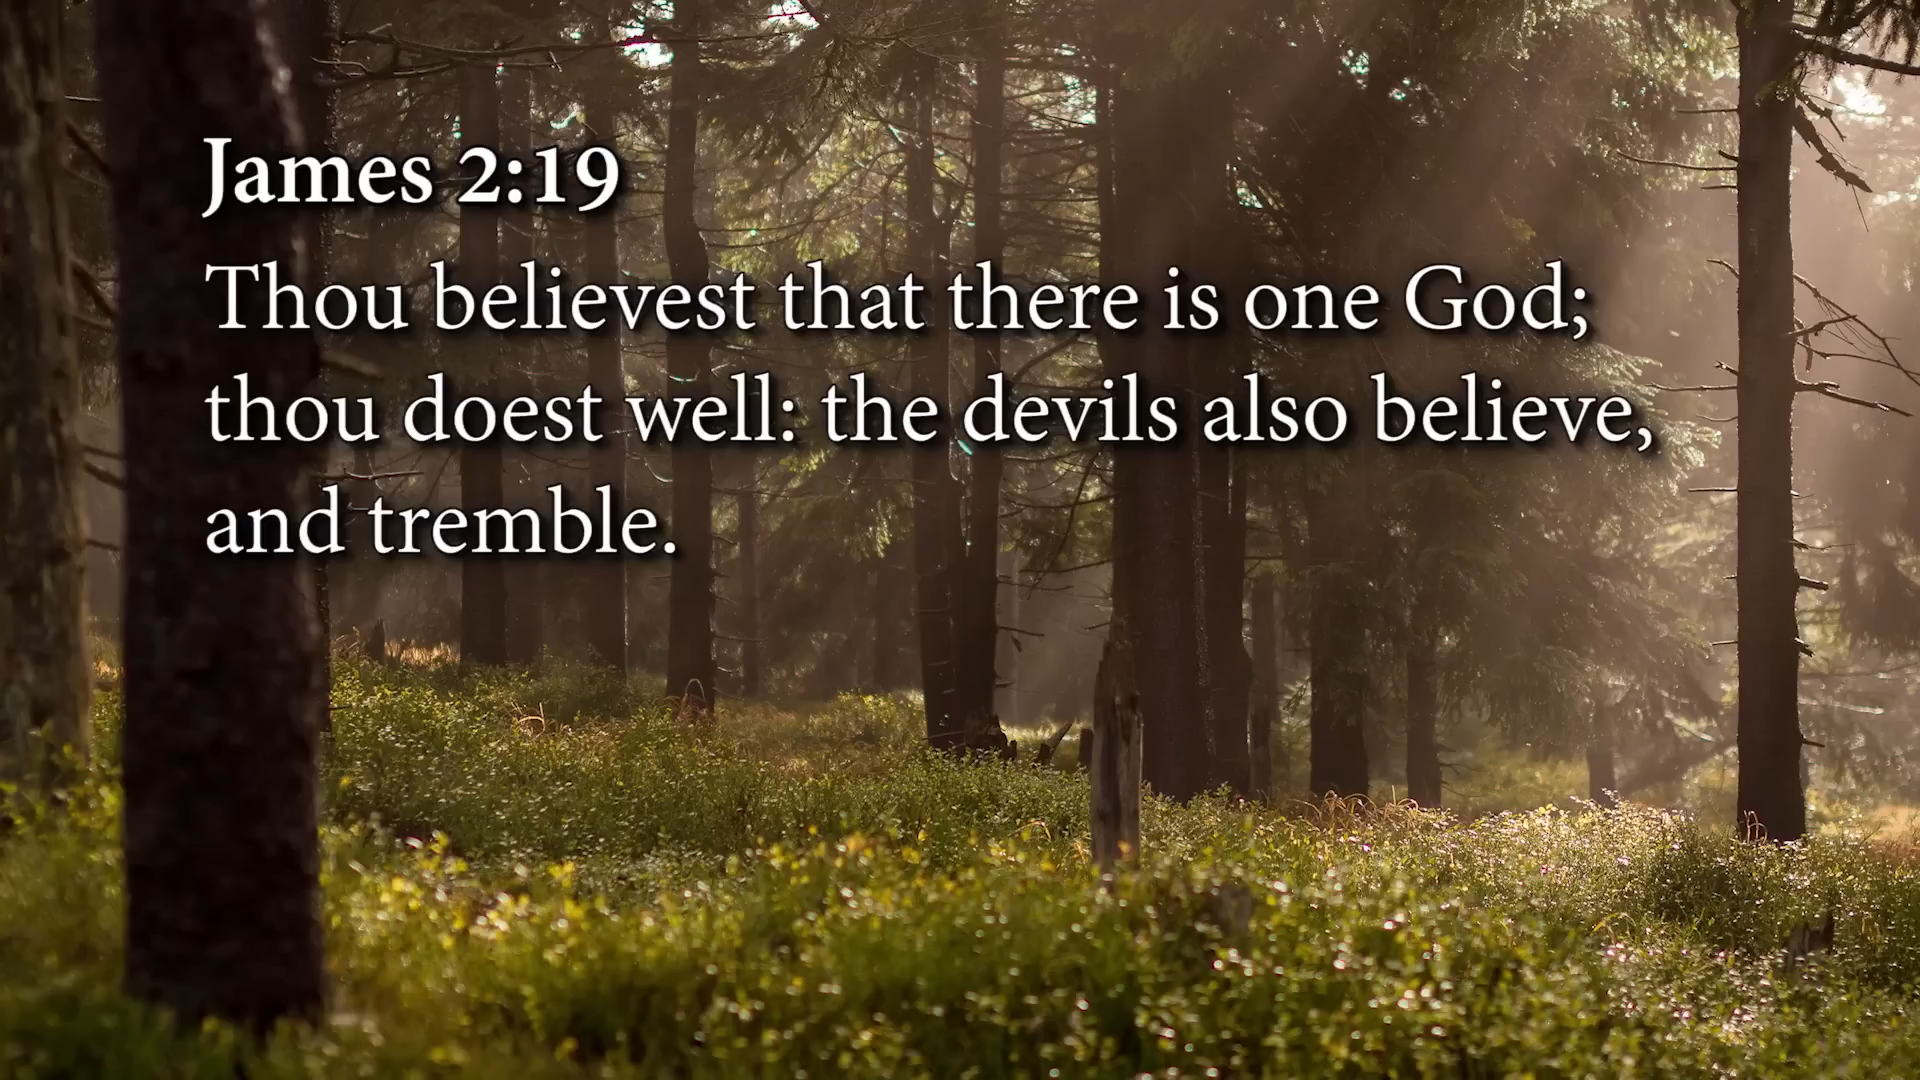 James 2:19
Thou believest that there is one God;
thou doest well: the devils also believe,
and tremble.